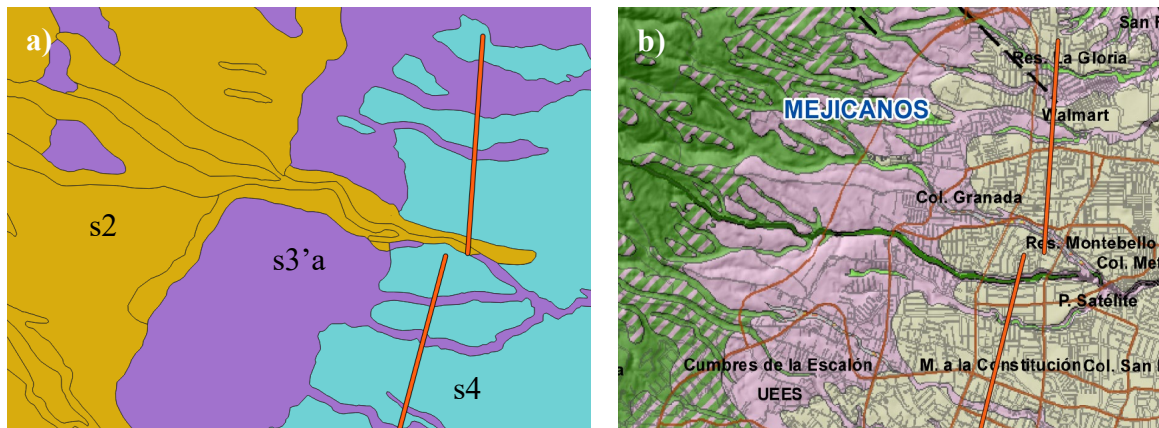 a)
s2
s3’a
s4
b)
San
Res. La Gloria
Walmart
MEJICANOS
Col. Granada
Res. Montebello
Col. Met
P. Satélite
Cumbres de la Escalón
M. a la Constitución
Col. San
UEES